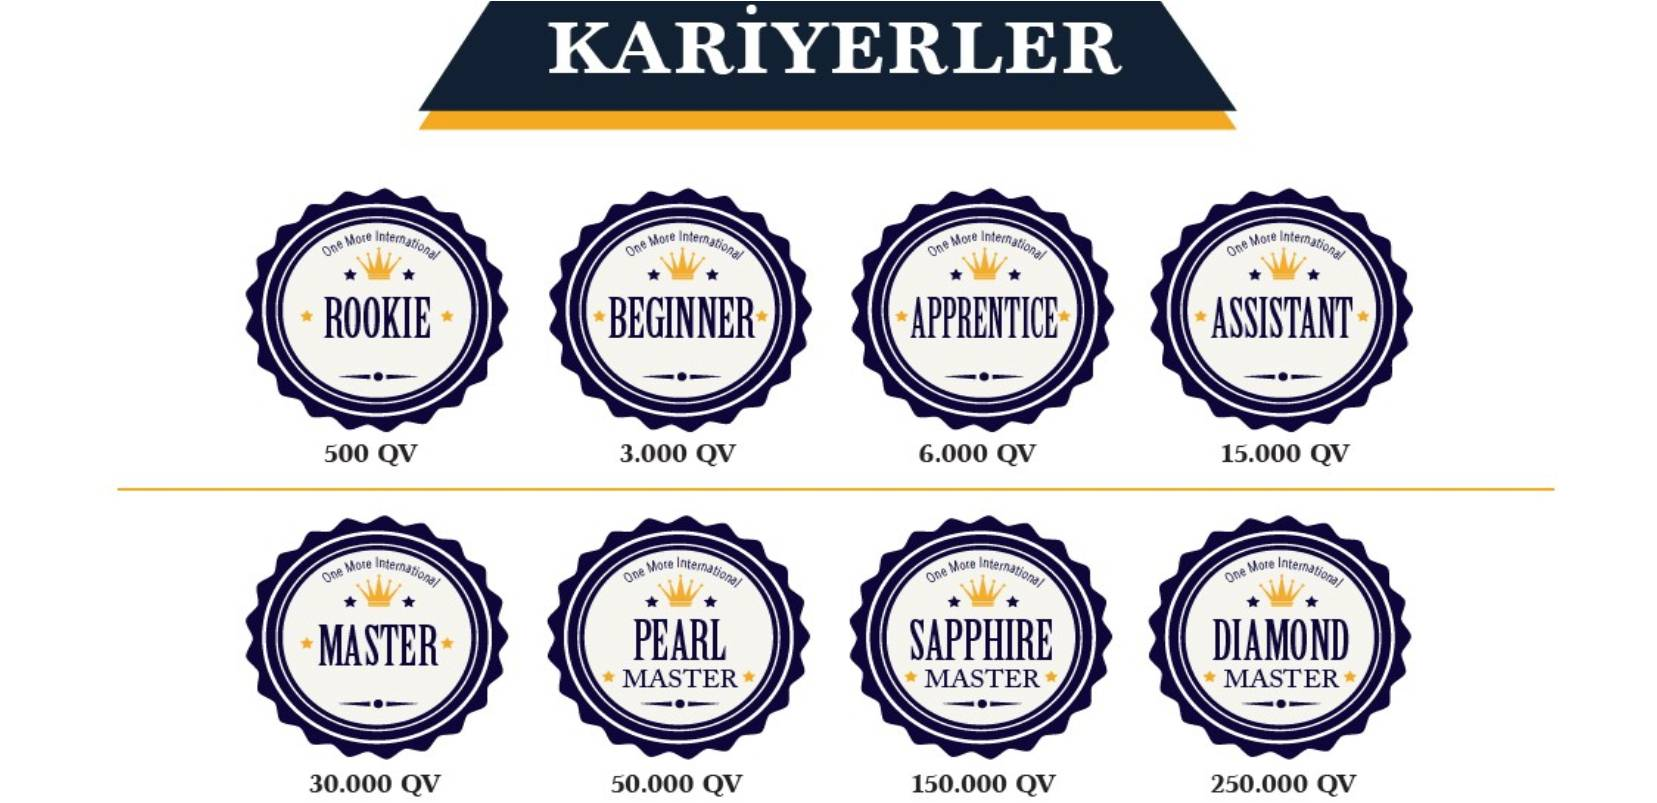 KARİYERLER
One More International
ROOKIE
500 QV
One More International
BEGINNER
3.000 QV
One More International
APPRENTICE
6.000 QV
One More International
ASSISTANT
15.000 QV
One More International
MASTER
30.000 QV
One More International
PEARL
MASTER
50.000 QV
One More International
SAPPHIRE
MASTER
150.000 QV
One More International
DIAMOND
MASTER
250.000 QV